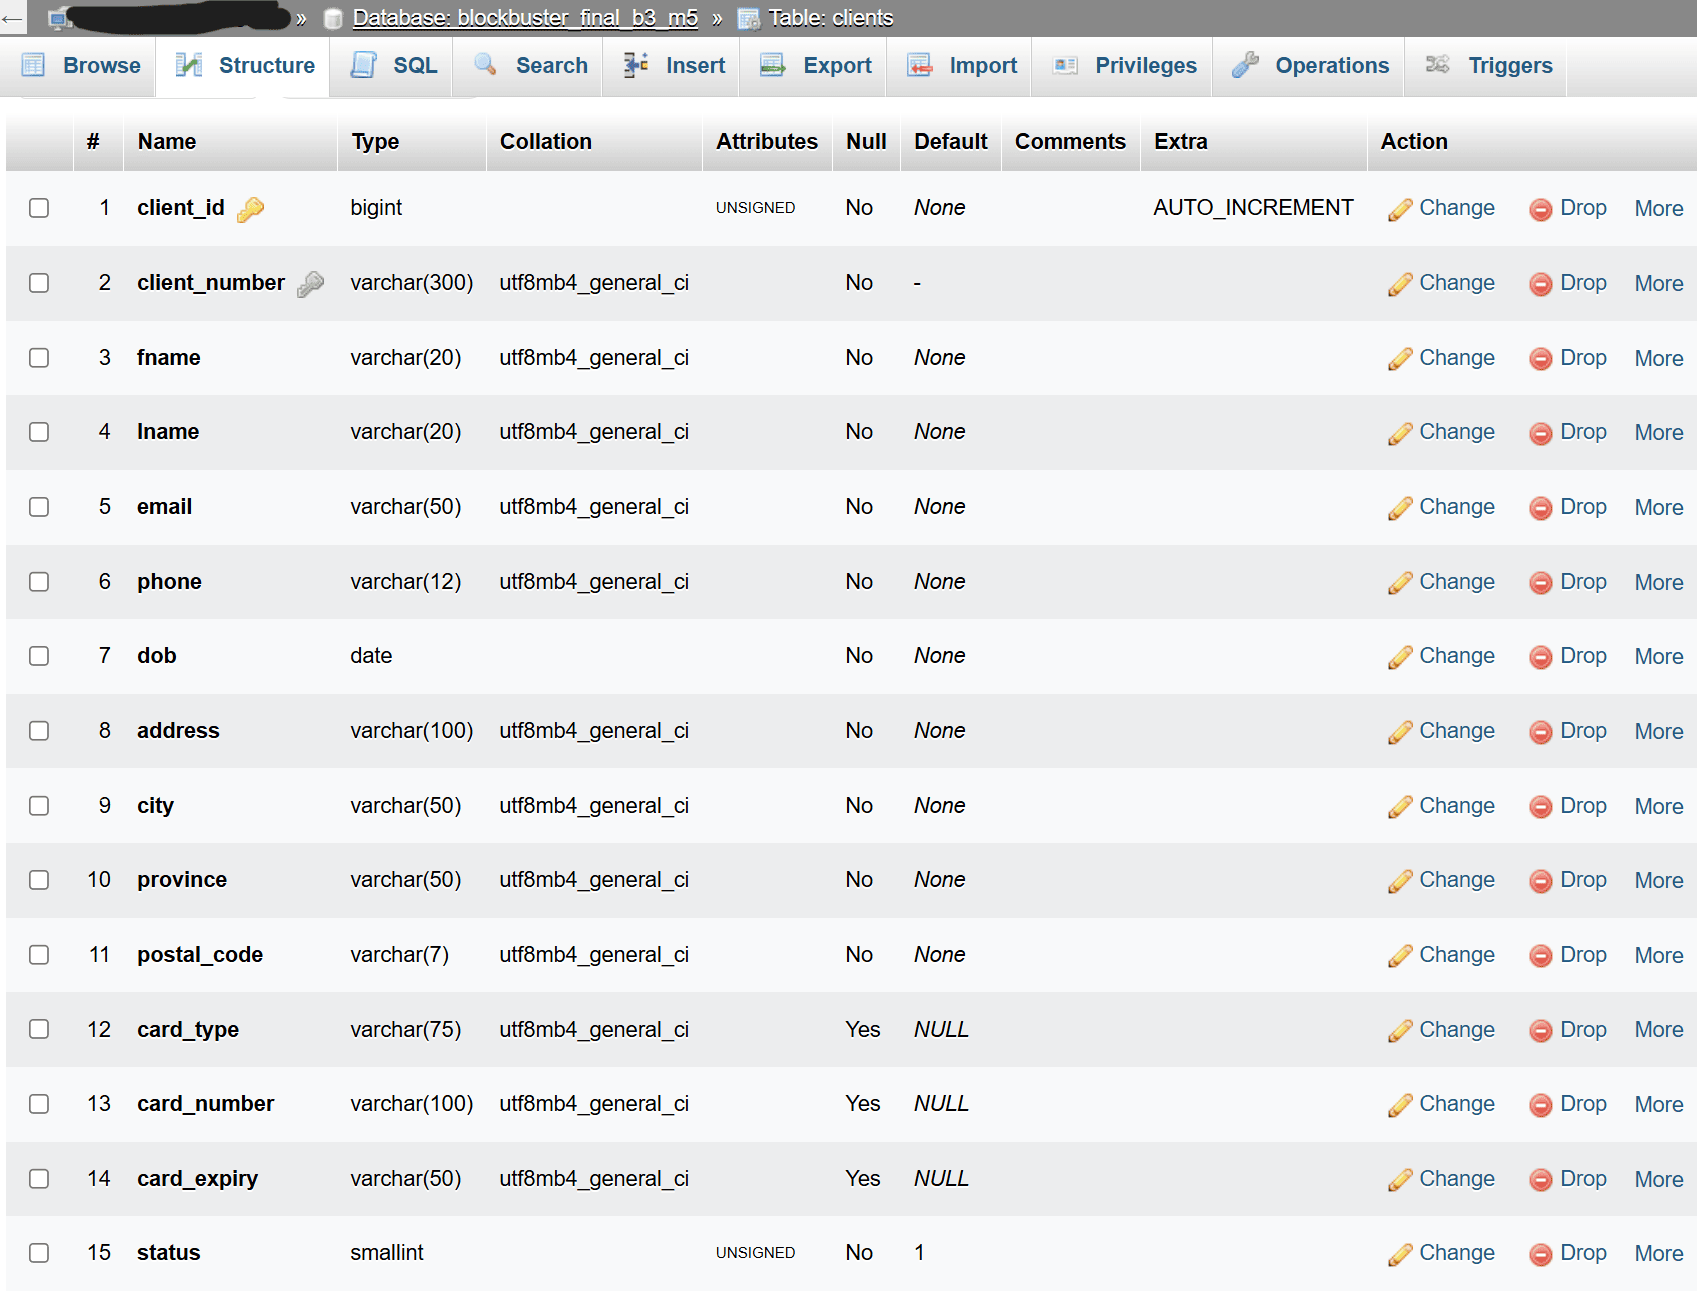 ← » Database: blockbuster_final_b3_m5 » Table: clients
Browse Structure SQL Search Insert Export Import Privileges Operations Triggers
# Name Type Collation Attributes Null Default Comments Extra Action
1 client_id bigint UNSIGNED No None AUTO_INCREMENT Change Drop More
2 client_number varchar(300) utf8mb4_general_ci No - Change Drop More
3 fname varchar(20) utf8mb4_general_ci No None Change Drop More
4 lname varchar(20) utf8mb4_general_ci No None Change Drop More
5 email varchar(50) utf8mb4_general_ci No None Change Drop More
6 phone varchar(12) utf8mb4_general_ci No None Change Drop More
7 dob date No None Change Drop More
8 address varchar(100) utf8mb4_general_ci No None Change Drop More
9 city varchar(50) utf8mb4_general_ci No None Change Drop More
10 province varchar(50) utf8mb4_general_ci No None Change Drop More
11 postal_code varchar(7) utf8mb4_general_ci No None Change Drop More
12 card_type varchar(75) utf8mb4_general_ci Yes NULL Change Drop More
13 card_number varchar(100) utf8mb4_general_ci Yes NULL Change Drop More
14 card_expiry varchar(50) utf8mb4_general_ci Yes NULL Change Drop More
15 status smallint UNSIGNED No 1 Change Drop More